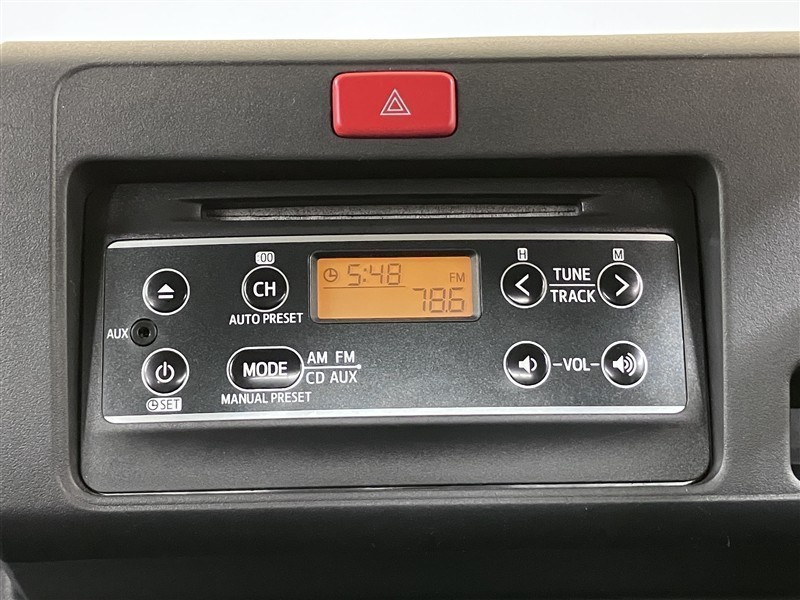 :00
H
M
CH
5:48
FM
78.6
TUNE
TRACK
AUTO PRESET
AUX
MODE
AM FM
CD AUX
VOL
SET
MANUAL PRESET